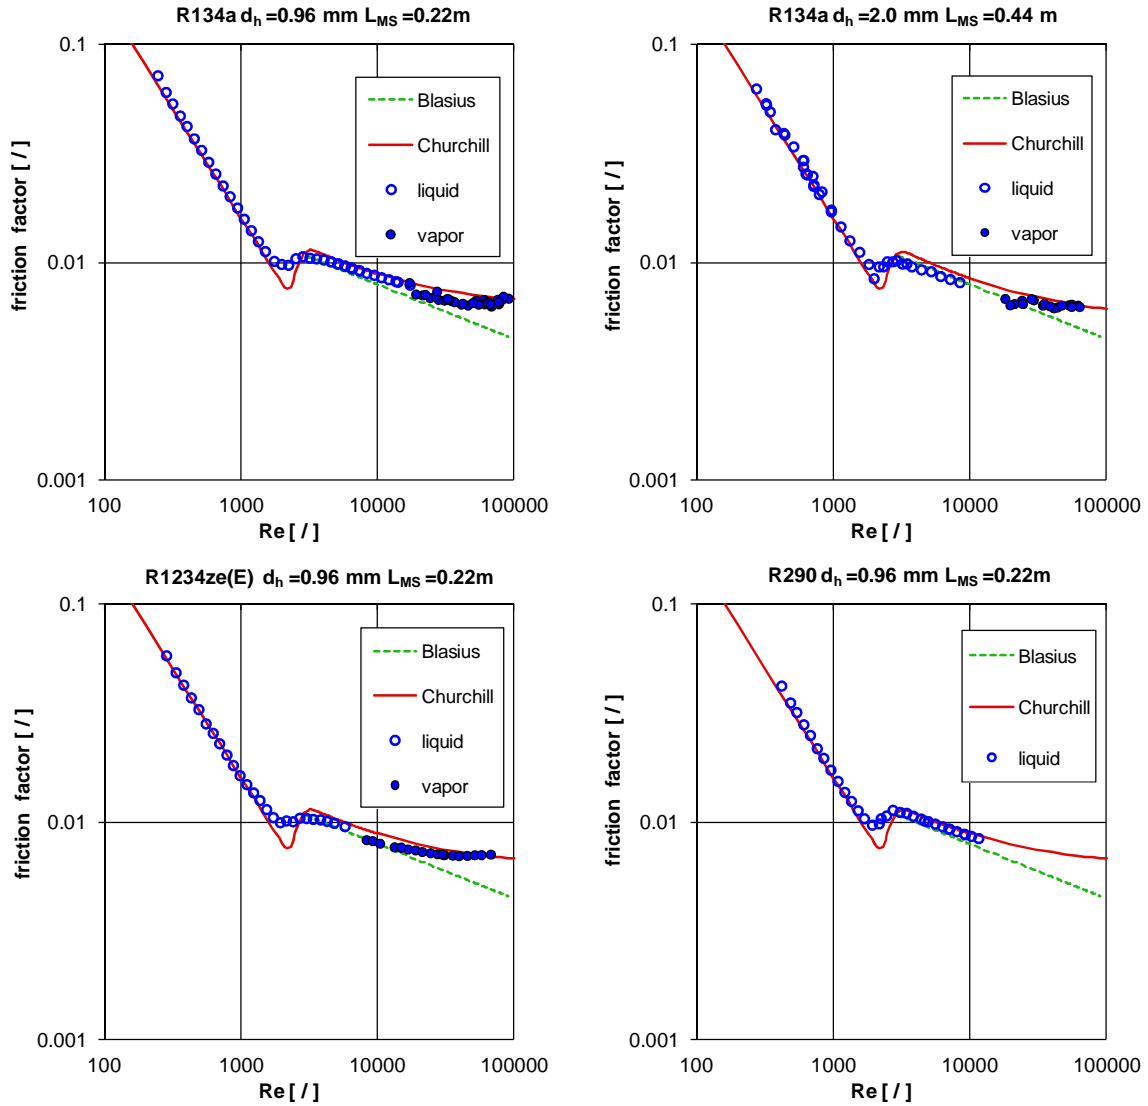 R134a d_h =0.96 mm L_MS =0.22m
0.1
0.01
0.001
friction factor [ / ]
Blasius
Churchill
liquid
vapor
100 1000 10000 100000
Re [ / ]
R134a d_h =2.0 mm L_MS =0.44 m
0.1
0.01
0.001
friction factor [ / ]
Blasius
Churchill
liquid
vapor
100 1000 10000 100000
Re [ / ]
R1234ze(E) d_h =0.96 mm L_MS =0.22m
0.1
0.01
0.001
friction factor [ / ]
Blasius
Churchill
liquid
vapor
100 1000 10000 100000
Re [ / ]
R290 d_h =0.96 mm L_MS =0.22m
0.1
0.01
0.001
friction factor [ / ]
Blasius
Churchill
liquid
100 1000 10000 100000
Re [ / ]